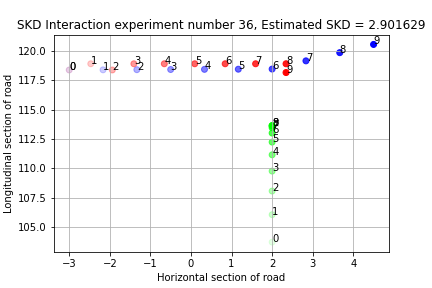 SKD Interaction experiment number 36, Estimated SKD = 2.901629
120.0
117.5
115.0
112.5
110.0
107.5
105.0
Longitudinal section of road
0 1 2 3 4 5 6 7 8 9
0 1 2 3 4 5 6 7 8 9
6
5
4
3
2
1
0
−3 −2 −1 0 1 2 3 4
Horizontal section of road